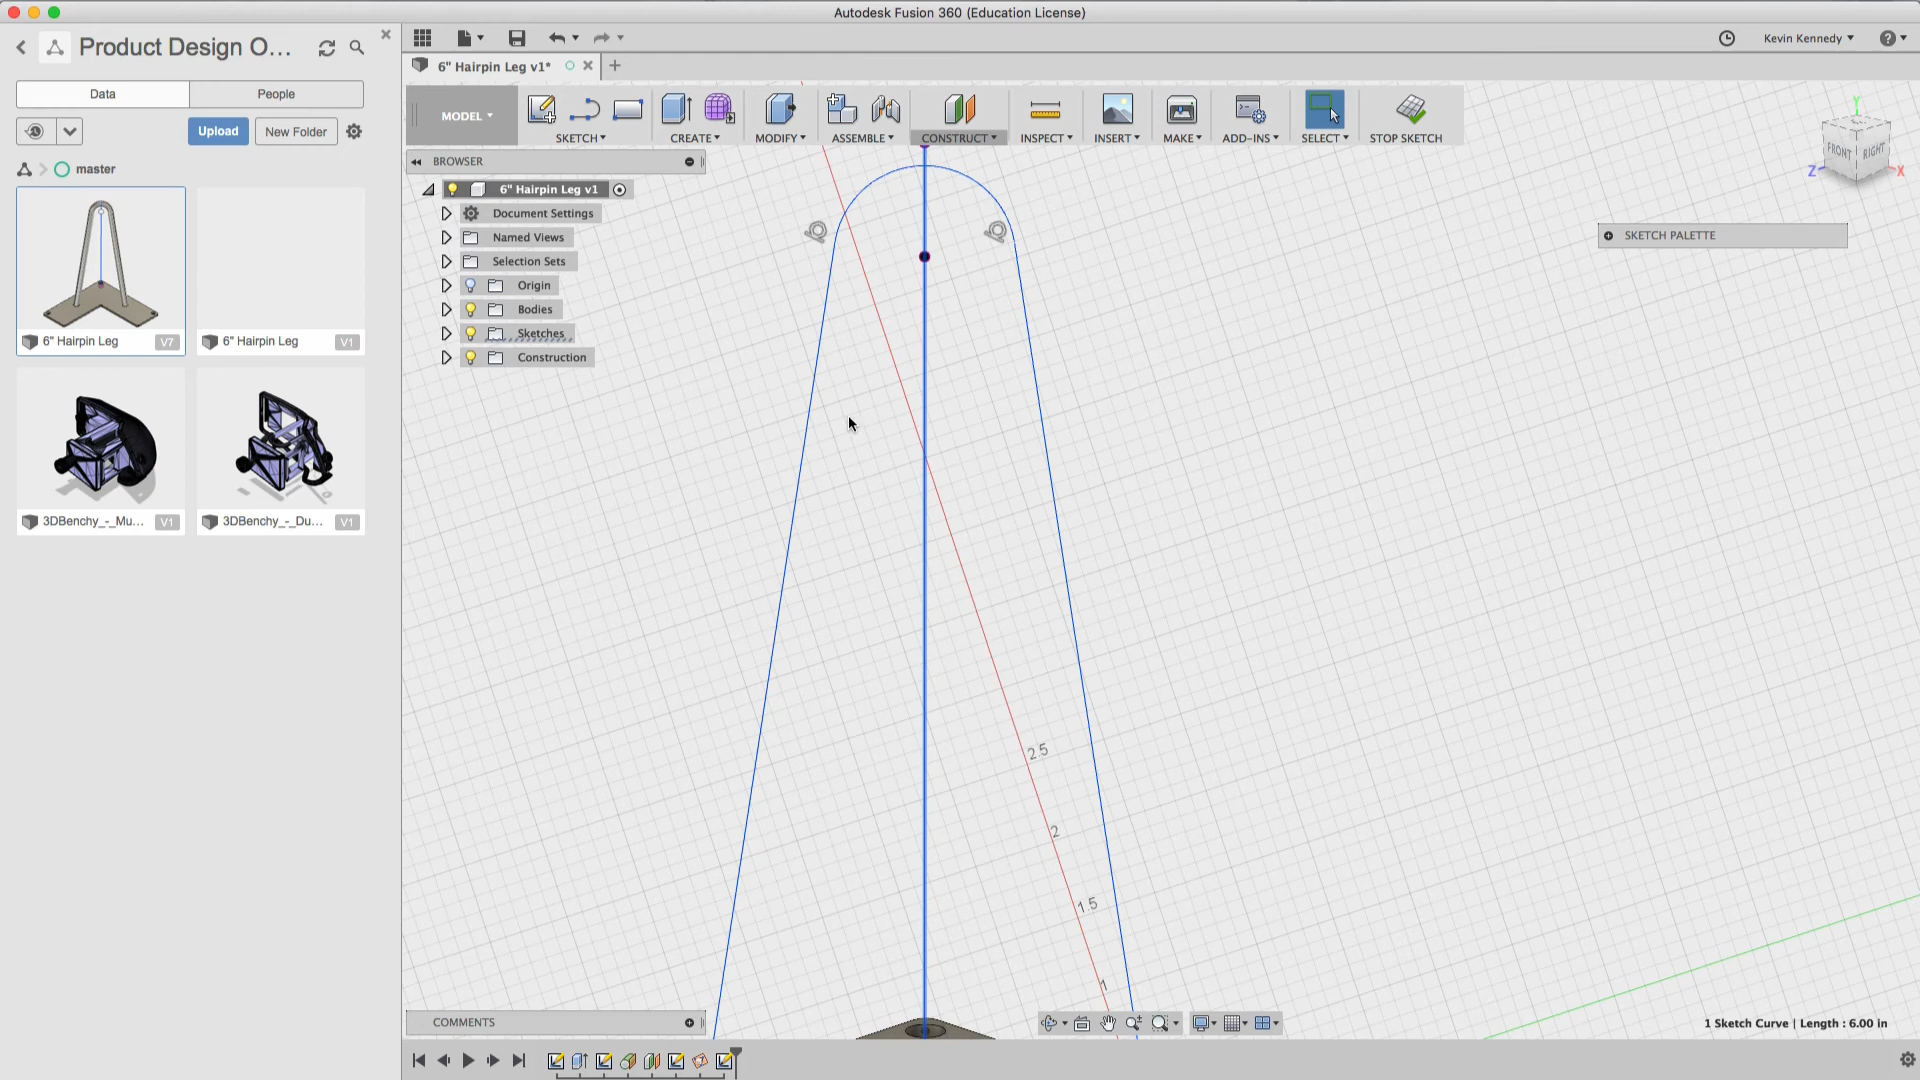 Autodesk Fusion 360 (Education License)
Product Design O...
Kevin Kennedy
6" Hairpin Leg v1*
Data
People
Upload
New Folder
master
6" Hairpin Leg
V7
6" Hairpin Leg
V1
3DBenchy_-_Mu...
V1
3DBenchy_-_Du...
V1
MODEL
SKETCH
CREATE
MODIFY
ASSEMBLE
CONSTRUCT
INSPECT
INSERT
MAKE
ADD-INS
SELECT
STOP SKETCH
BROWSER
6" Hairpin Leg v1
Document Settings
Named Views
Selection Sets
Origin
Bodies
Sketches
Construction
Y
FRONT
RIGHT
Z
X
SKETCH PALETTE
2.5
2
1.5
1
COMMENTS
1 Sketch Curve | Length : 6.00 in